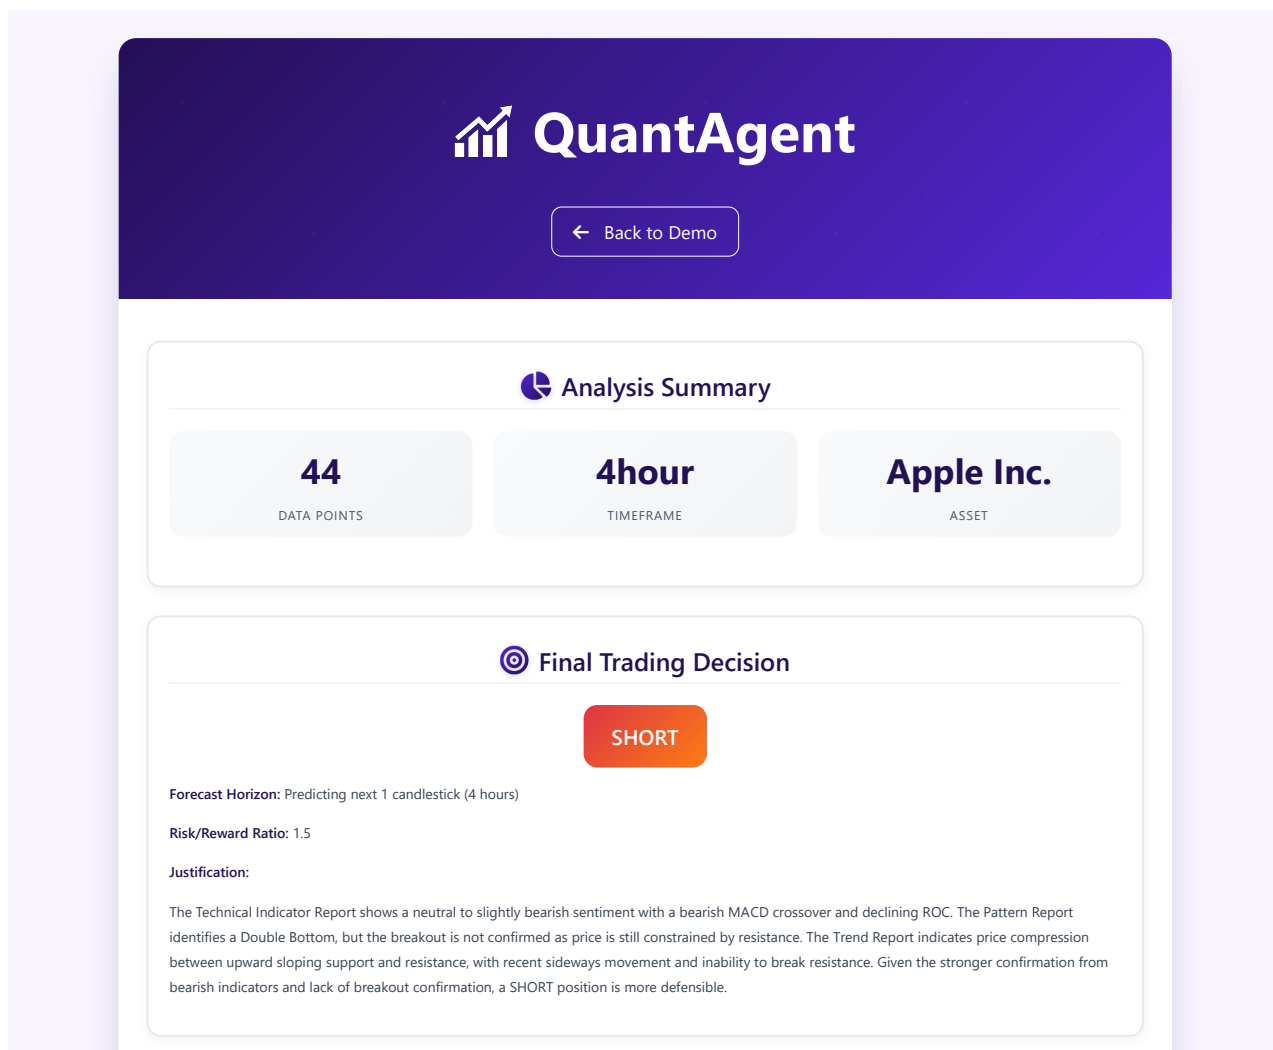 QuantAgent
Back to Demo
Analysis Summary
44
DATA POINTS
4hour
TIMEFRAME
Apple Inc.
ASSET
Final Trading Decision
SHORT
Forecast Horizon: Predicting next 1 candlestick (4 hours)
Risk/Reward Ratio: 1.5
Justification:
The Technical Indicator Report shows a neutral to slightly bearish sentiment with a bearish MACD crossover and declining ROC. The Pattern Report
identifies a Double Bottom, but the breakout is not confirmed as price is still constrained by resistance. The Trend Report indicates price compression
between upward sloping support and resistance, with recent sideways movement and inability to break resistance. Given the stronger confirmation from
bearish indicators and lack of breakout confirmation, a SHORT position is more defensible.